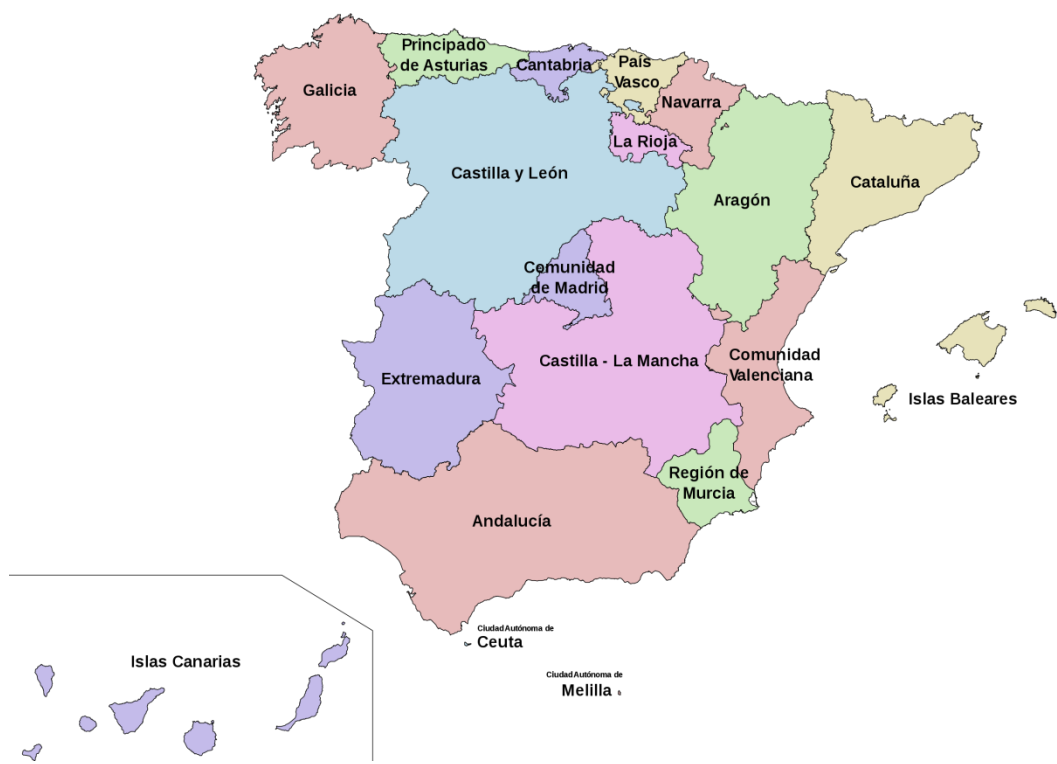 Principado
de Asturias
Cantabria
País
Vasco
Galicia
Navarra
La Rioja
Castilla y León
Cataluña
Aragón
Comunidad
de Madrid
Castilla - La Mancha
Comunidad
Valenciana
Extremadura
Islas Baleares
Región de
Murcia
Andalucía
Ciudad Autónoma de
Ceuta
Islas Canarias
Ciudad Autónoma de
Melilla